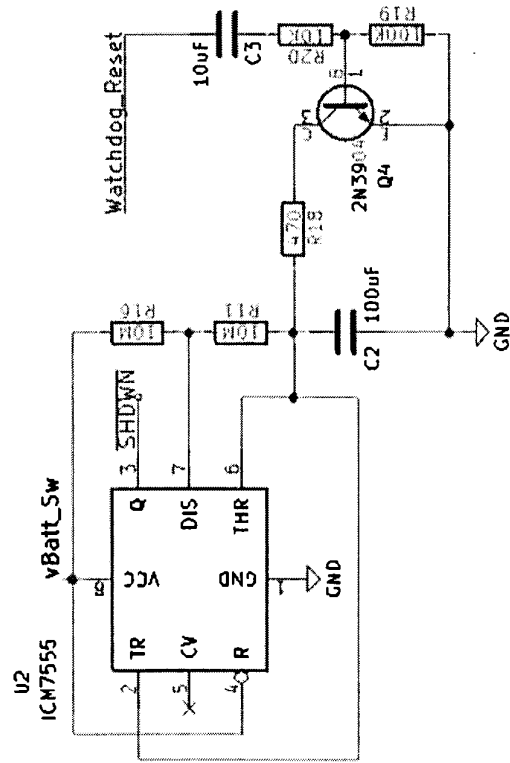 U2
ICM7555
vBatt_Sw
SHDWN
Watchdog_Reset
8
VCC
TR
2
CV
5
R
4
Q
3
DIS
7
THR
6
GND
1
GND
R16
10M
R11
10M
C2
100uF
470
R18
10uF
C3
10K
R20
R19
100K
B
1
3
C
2
E
2N3904
Q4
GND